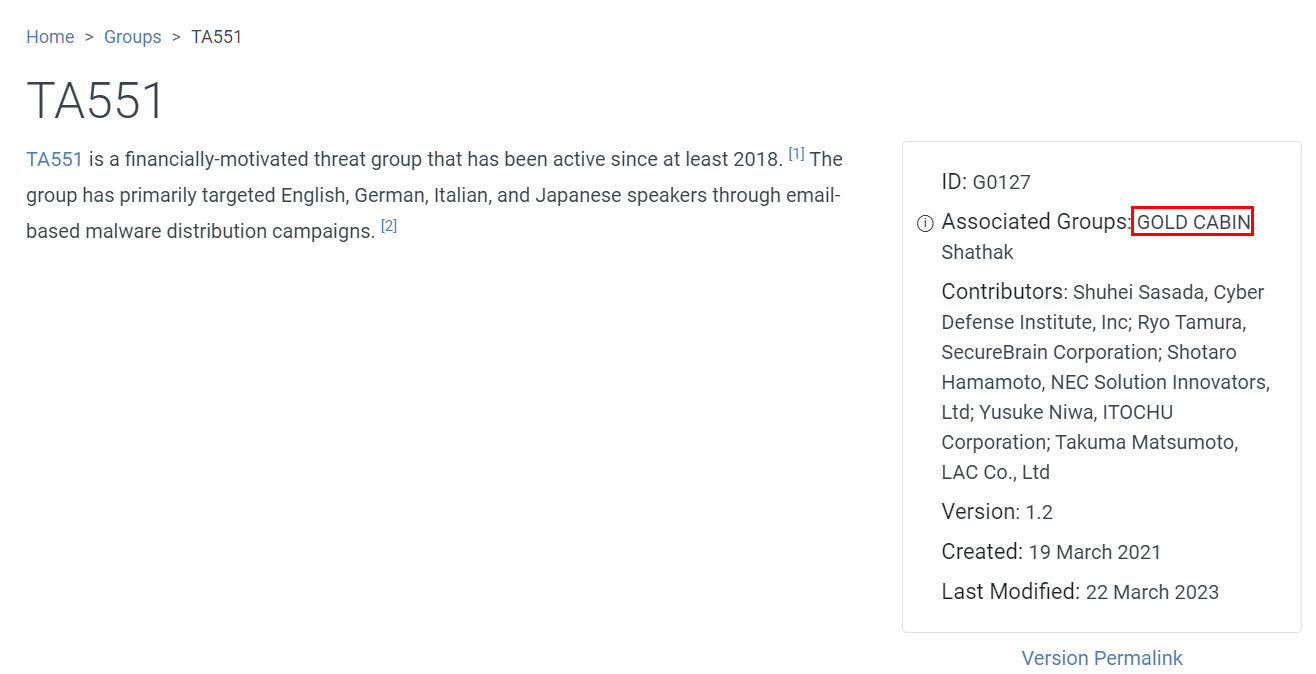 Home > Groups > TA551
TA551
TA551 is a financially-motivated threat group that has been active since at least 2018. [1] The
group has primarily targeted English, German, Italian, and Japanese speakers through email-
based malware distribution campaigns. [2]
ID: G0127
Associated Groups: GOLD CABIN,
Shathak
Contributors: Shuhei Sasada, Cyber
Defense Institute, Inc; Ryo Tamura,
SecureBrain Corporation; Shotaro
Hamamoto, NEC Solution Innovators,
Ltd; Yusuke Niwa, ITOCHU
Corporation; Takuma Matsumoto,
LAC Co., Ltd
Version: 1.2
Created: 19 March 2021
Last Modified: 22 March 2023
Version Permalink